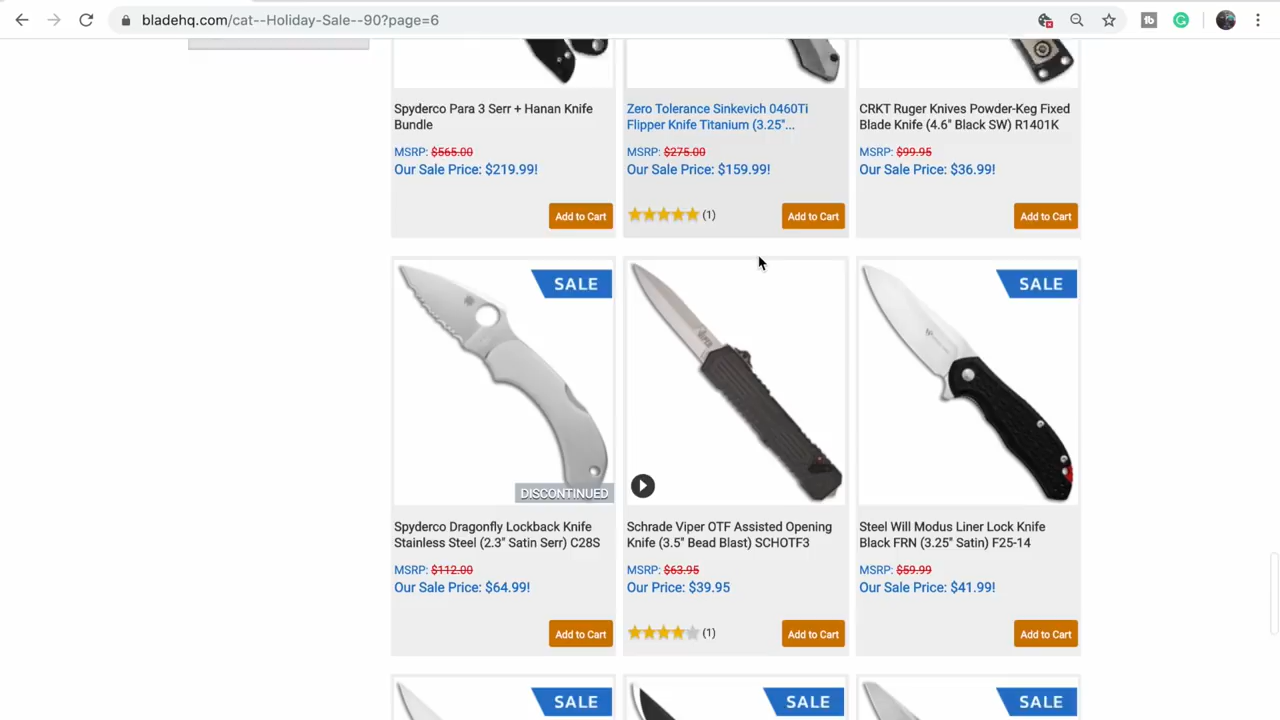 bladehq.com/cat--Holiday-Sale--90?page=6
Spyderco Para 3 Serr + Hanan Knife
Bundle
MSRP: $565.00
Our Sale Price: $219.99!
Add to Cart
Zero Tolerance Sinkevich 0460Ti
Flipper Knife Titanium (3.25"...
MSRP: $275.00
Our Sale Price: $159.99!
(1)
Add to Cart
CRKT Ruger Knives Powder-Keg Fixed
Blade Knife (4.6" Black SW) R1401K
MSRP: $99.95
Our Sale Price: $36.99!
Add to Cart
SALE
DISCONTINUED
Spyderco Dragonfly Lockback Knife
Stainless Steel (2.3" Satin Serr) C28S
MSRP: $112.00
Our Sale Price: $64.99!
Add to Cart
Schrade Viper OTF Assisted Opening
Knife (3.5" Bead Blast) SCHOTF3
MSRP: $63.95
Our Price: $39.95
(1)
Add to Cart
SALE
Steel Will Modus Liner Lock Knife
Black FRN (3.25" Satin) F25-14
MSRP: $59.99
Our Sale Price: $41.99!
Add to Cart
SALE
SALE
SALE